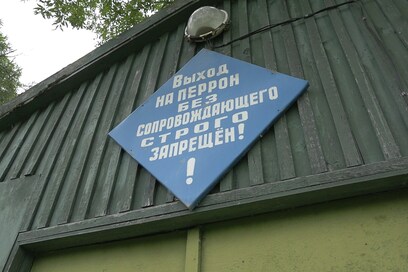 Выход
НА ПЕРРОН
БЕЗ
СОПРОВОЖДАЮЩЕГО
СТРОГО
ЗАПРЕЩЁН!
!